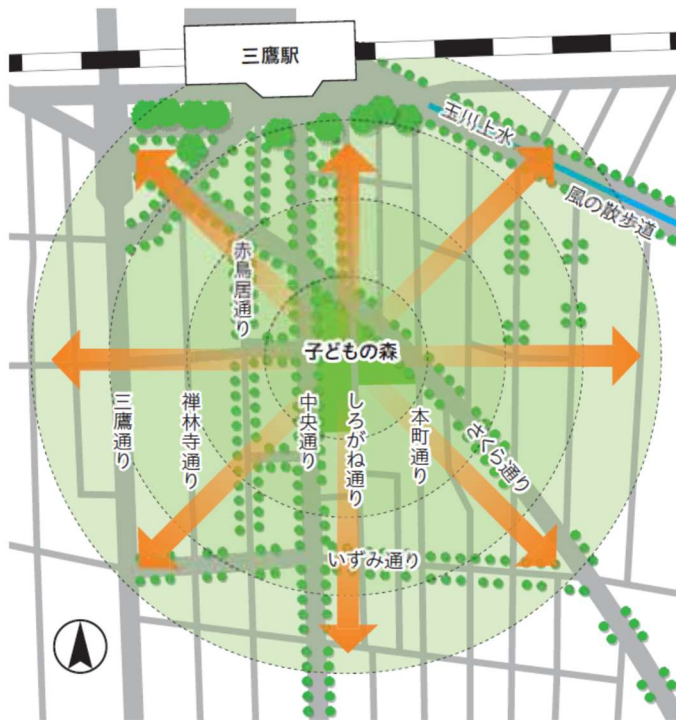 三鷹駅
玉川上水
風の散歩道
赤鳥居通り
子どもの森
三鷹通り
禅林寺通り
中央通り
しろがね通り
本町通り
さくら通り
いずみ通り